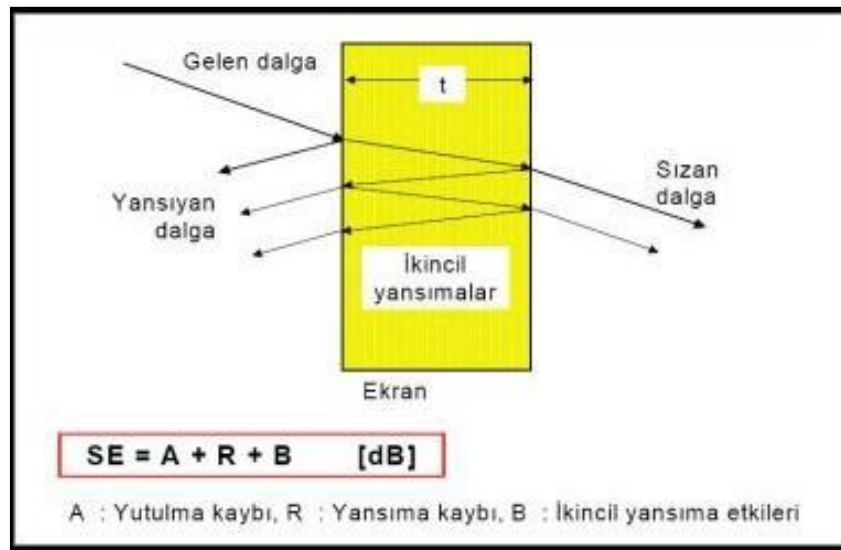 Gelen dalga
t
Sızan
dalga
Yansıyan
dalga
İkincil
yansımalar
Ekran
SE = A + R + B [dB]
A : Yutulma kaybı, R : Yansıma kaybı, B : İkincil yansıma etkileri